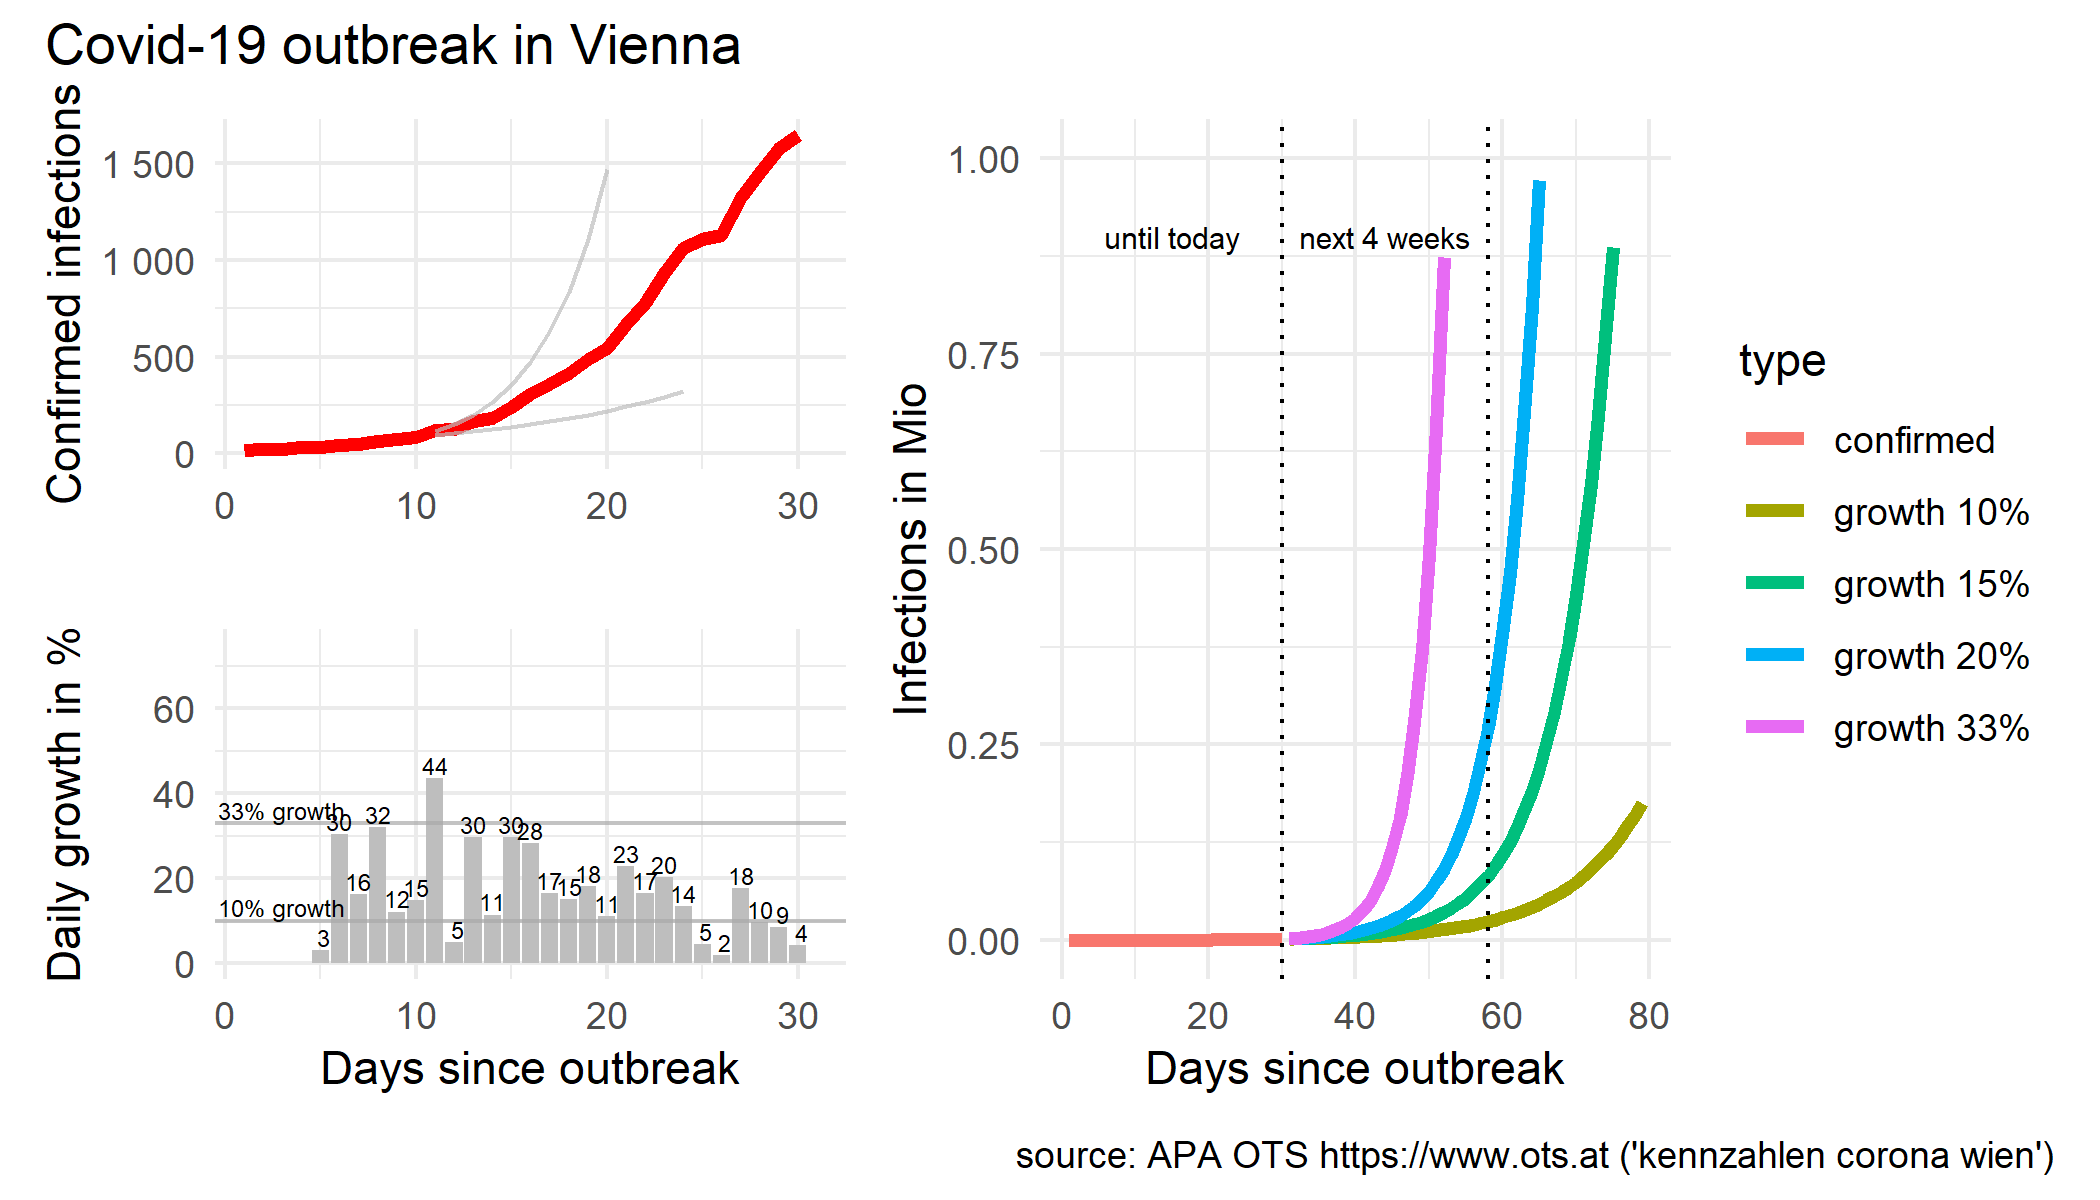 Covid-19 outbreak in Vienna
Confirmed infections
1 500
1 000
500
0
0 10 20 30
Daily growth in %
60
40
20
0
33% growth
10% growth
3 30 16 32 12 15 44 5 30 11 30 28 17 15 18 11 23 17 20 14 5 2 18 10 9 4
0 10 20 30
Days since outbreak
Infections in Mio
1.00
0.75
0.50
0.25
0.00
until today
next 4 weeks
0 20 40 60 80
Days since outbreak
type
confirmed
growth 10%
growth 15%
growth 20%
growth 33%
source: APA OTS https://www.ots.at ('kennzahlen corona wien')